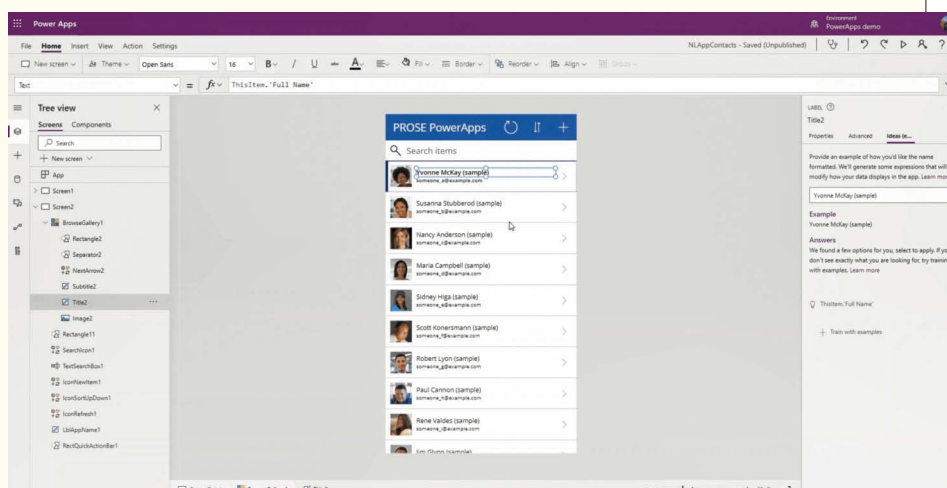 Power Apps
Environment
PowerApps demo
File Home Insert View Action Settings
NLAppContacts - Saved (Unpublished)
New screen Theme Open Sans 16 B / U A Fill Border Reorder Align Group
Text = fx ThisItem.'Full Name'
Tree view
Screens Components
Search
New screen
App
Screen1
Screen2
BrowseGallery1
Rectangle2
Separator2
NextArrow2
Subtitle2
Title2
Image2
Rectangle11
SearchIcon1
TextSearchBox1
IconNewItem1
IconSortUpDown1
IconRefresh1
LblAppName1
RectQuickActionBar1
PROSE PowerApps
Search items
Yvonne McKay (sample)
someone_a@example.com
Susanna Stubberod (sample)
someone_b@example.com
Nancy Anderson (sample)
someone_c@example.com
Maria Campbell (sample)
someone_d@example.com
Sidney Higa (sample)
someone_e@example.com
Scott Konersmann (sample)
someone_f@example.com
Robert Lyon (sample)
someone_g@example.com
Paul Cannon (sample)
someone_h@example.com
Rene Valdes (sample)
someone_i@example.com
Jim Glynn (sample)
LABEL
Title2
Properties Advanced Ideas (e...
Provide an example of how you'd like the name
formatted. We'll generate some expressions that will
modify how your data displays in the app. Learn mor
Yvonne McKay (sample)
Example
Yvonne McKay (sample)
Answers
We found a few options for you, select to apply. If yo
don't see exactly what you are looking for, try trainin
with examples. Learn more
ThisItem.'Full Name'
Train with examples